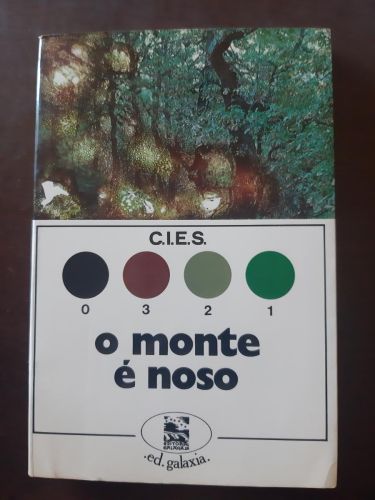 C.I.E.S.
0 3 2 1
o monte
é noso
.ed. galaxia.